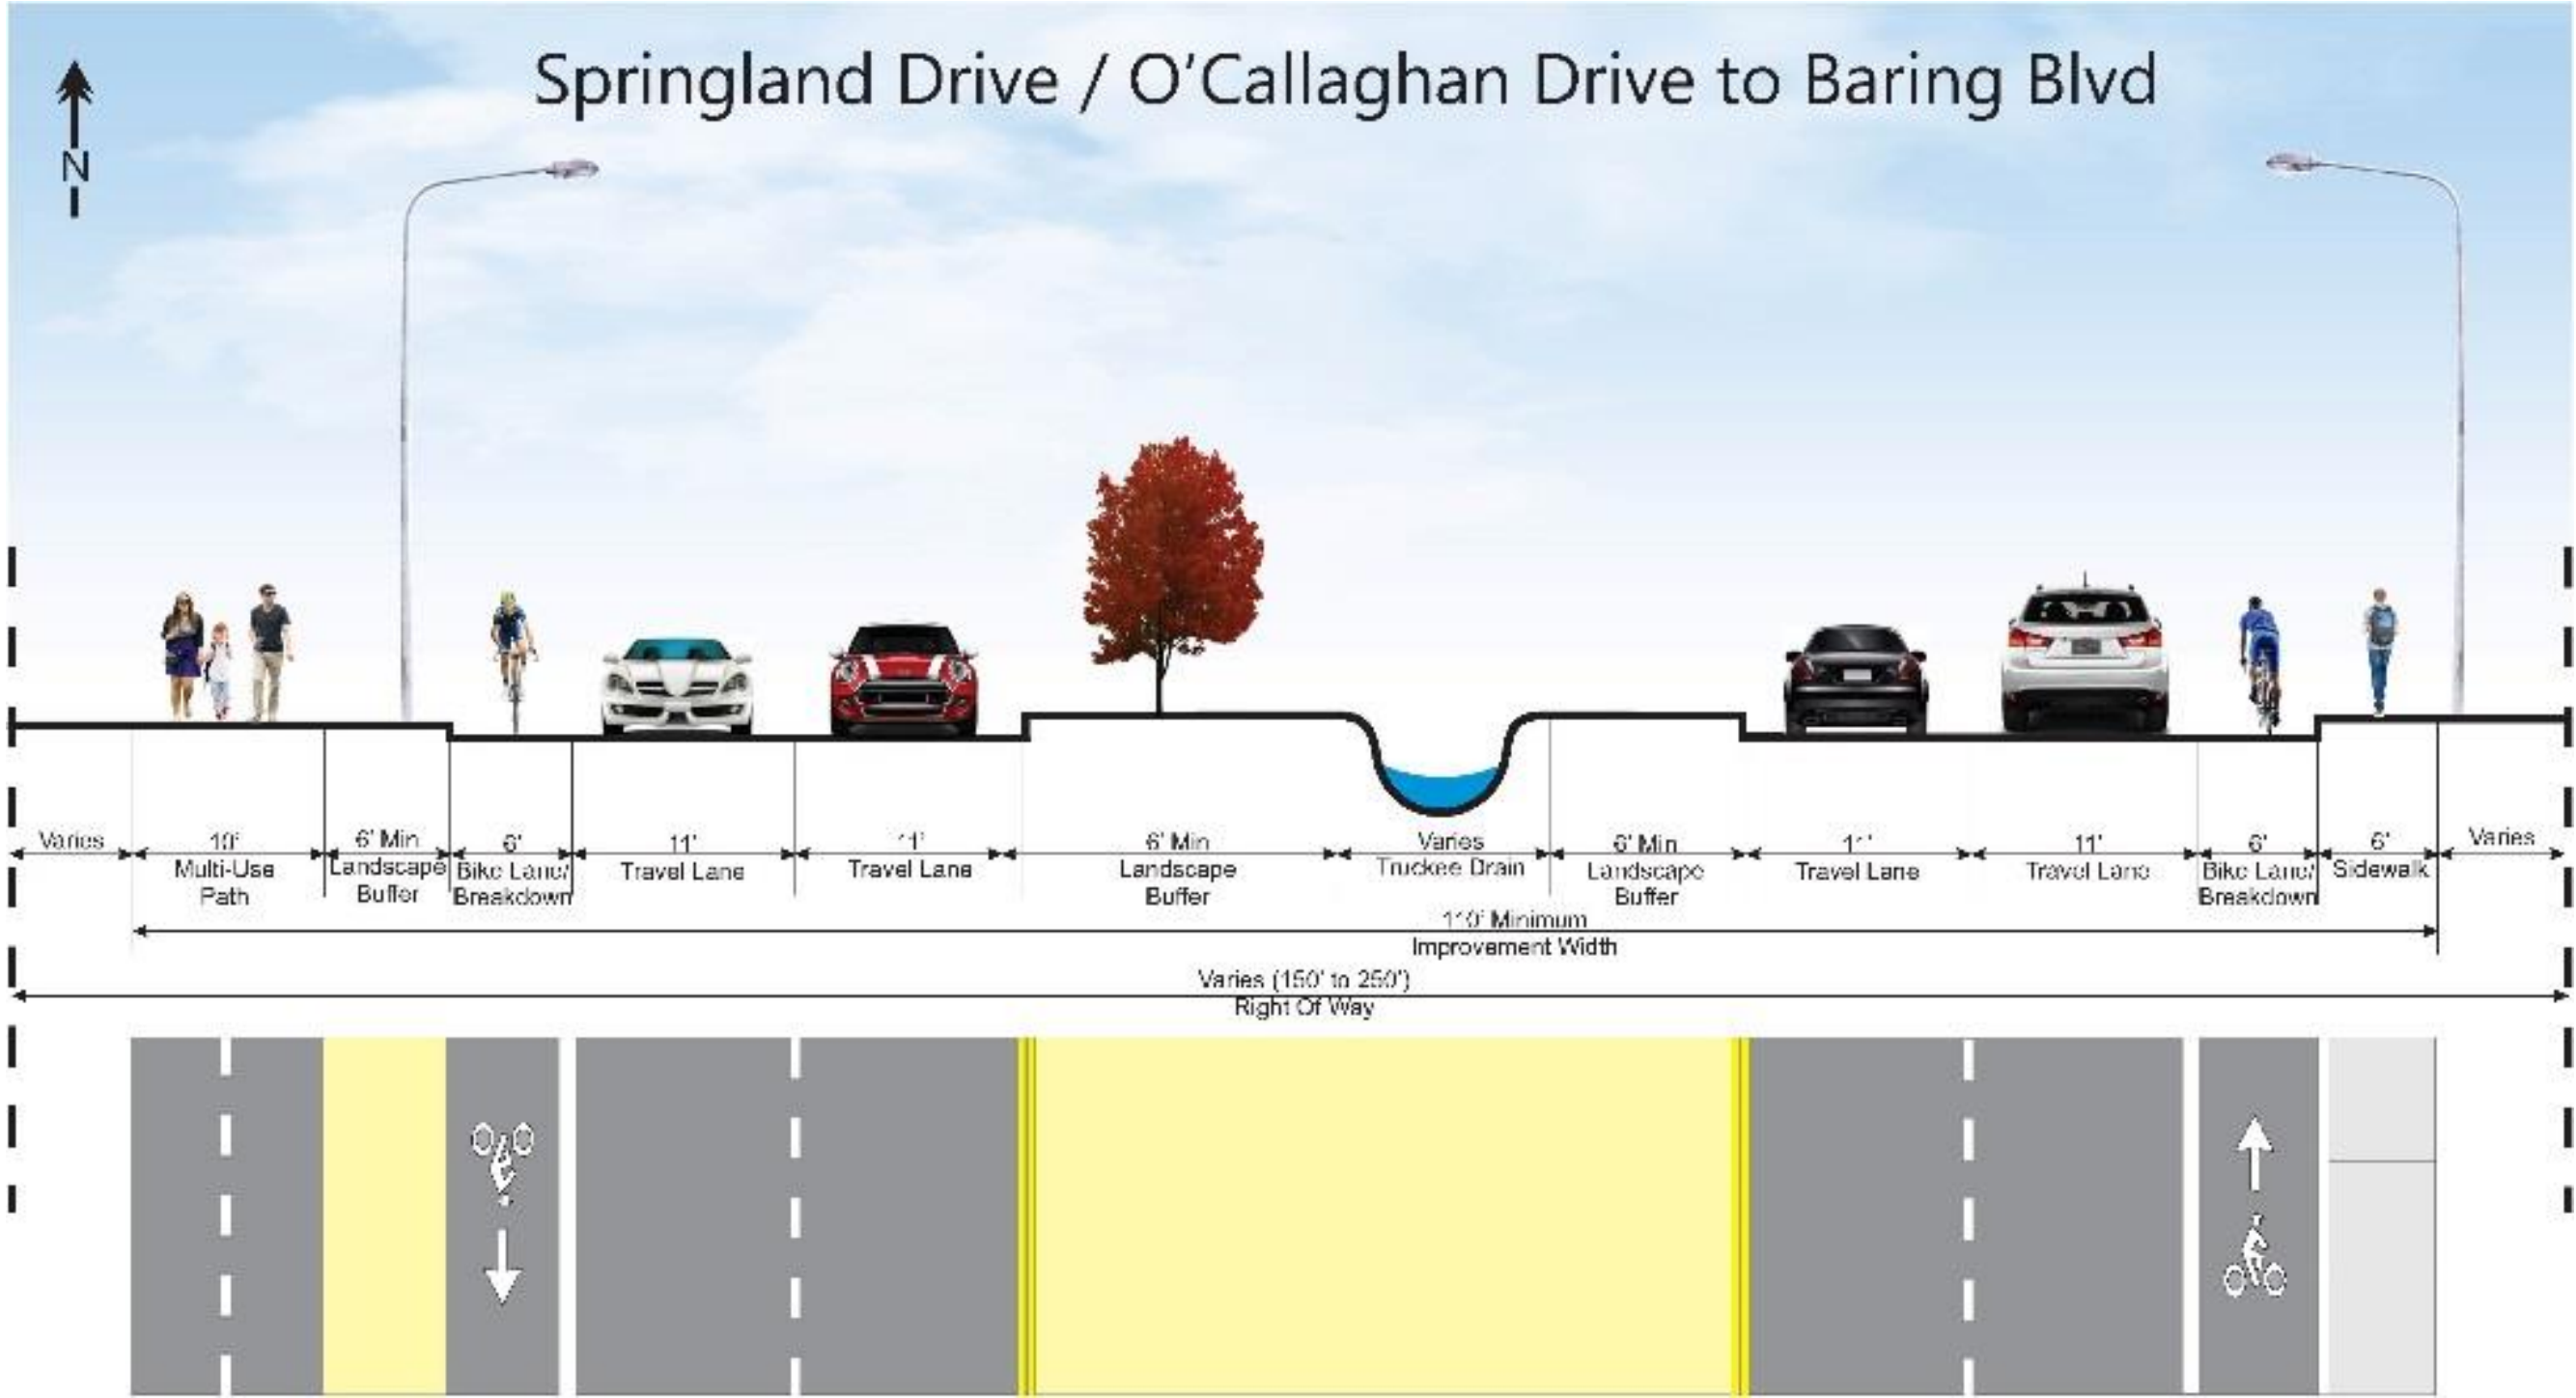 Springland Drive / O'Callaghan Drive to Baring Blvd
N
Varies
10'
Multi-Use
Path
6' Min
Landscape
Buffer
6'
Bike Lane/
Breakdown
11'
Travel Lane
11'
Travel Lane
6' Min
Landscape
Buffer
Varies
Truckee Drain
6' Min
Landscape
Buffer
11'
Travel Lane
11'
Travel Lane
6'
Bike Lane/
Breakdown
6'
Sidewalk
Varies
110' Minimum
Improvement Width
Varies (150' to 250')
Right Of Way